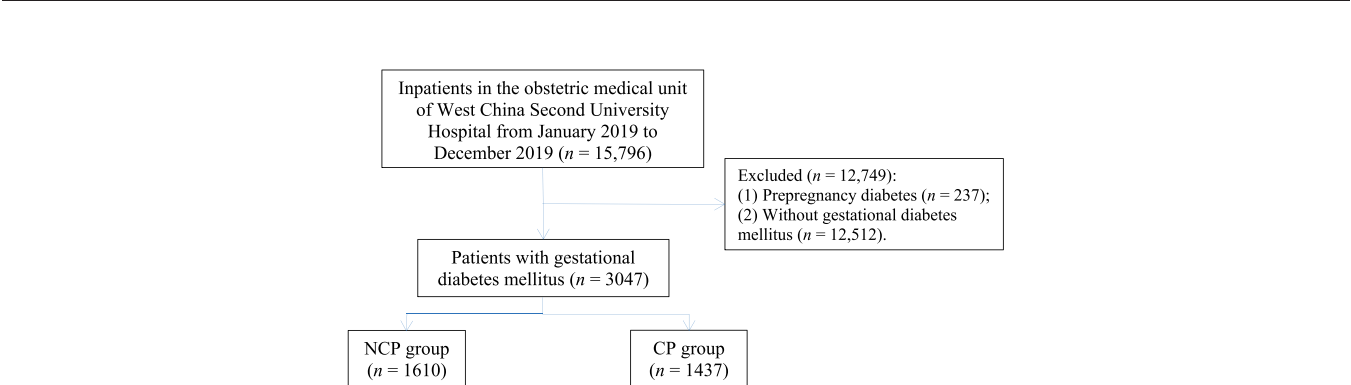 Inpatients in the obstetric medical unit
of West China Second University
Hospital from January 2019 to
December 2019 (n = 15,796)
Excluded (n = 12,749):
(1) Prepregnancy diabetes (n = 237);
(2) Without gestational diabetes
mellitus (n = 12,512).
Patients with gestational
diabetes mellitus (n = 3047)
NCP group
(n = 1610)
CP group
(n = 1437)